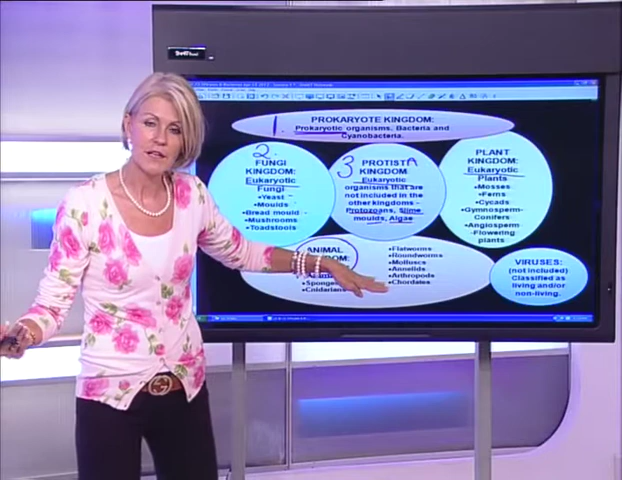 PROKARYOTE KINGDOM:
1. Prokaryotic organisms. Bacteria and
Cyanobacteria.
2.
FUNGI
KINGDOM:
Eukaryotic
Fungi
•Yeast
•Moulds
•Bread mould
•Mushrooms
•Toadstools
3
PROTISTA
KINGDOM:
Eukaryotic
organisms that are
not included in the
other kingdoms
Protozoans, Slime
moulds, Algae
PLANT
KINGDOM:
Eukaryotic
Plants
•Mosses
•Ferns
•Cycads
•Gymnosperm-
Conifers
•Angiosperm-
Flowering
plants
ANIMAL
•Sponges
•Cnidarians
•Flatworms
•Roundworms
•Molluscs
•Annelids
•Arthropods
•Chordates
VIRUSES:
(not included)
Classified as
living and/or
non-living.